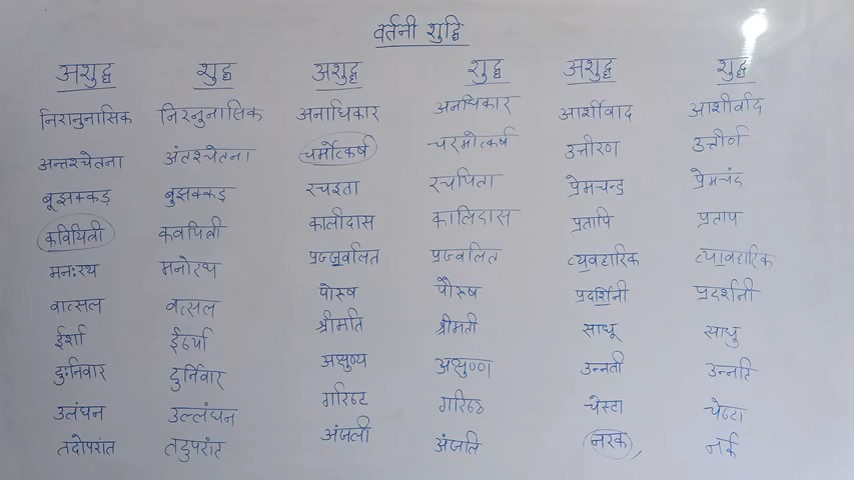 वर्तनी शुद्धि
अशुद्ध शुद्ध अशुद्ध शुद्ध अशुद्ध शुद्ध
निरानुनासिक निरनुनासिक अनाधिकार अनधिकार आर्शीवाद आशीर्वाद
अन्तश्चेतना अंतश्चेतना चर्मोत्कर्ष चरमोत्कर्ष उत्तीरण उत्तीर्ण
बूझक्कड़ बुझक्कड़ रचइता रचयिता प्रेमचन्द्र प्रेमचंद
कवियित्री कवयित्री कालीदास कालिदास प्रतापि प्रताप
मनःरथ मनोरथ प्रज्जुर्वालित प्रज्वलित व्यवहारिक व्यावहारिक
वात्सल वत्सल पोरूष पौरूष प्रदर्शिनी प्रदर्शनी
ईर्शा ईर्ष्या श्रीमति श्रीमती साधू साधु
दुःनिवार दुर्निवार अक्षुण्य अक्षुण्ण उन्नती उन्नति
उलंघन उल्लंघन गरिष्ट गरिष्ठ चेस्टा चेष्टा
तदोपरांत तदुपरांत अंजली अंजलि नरक नर्क